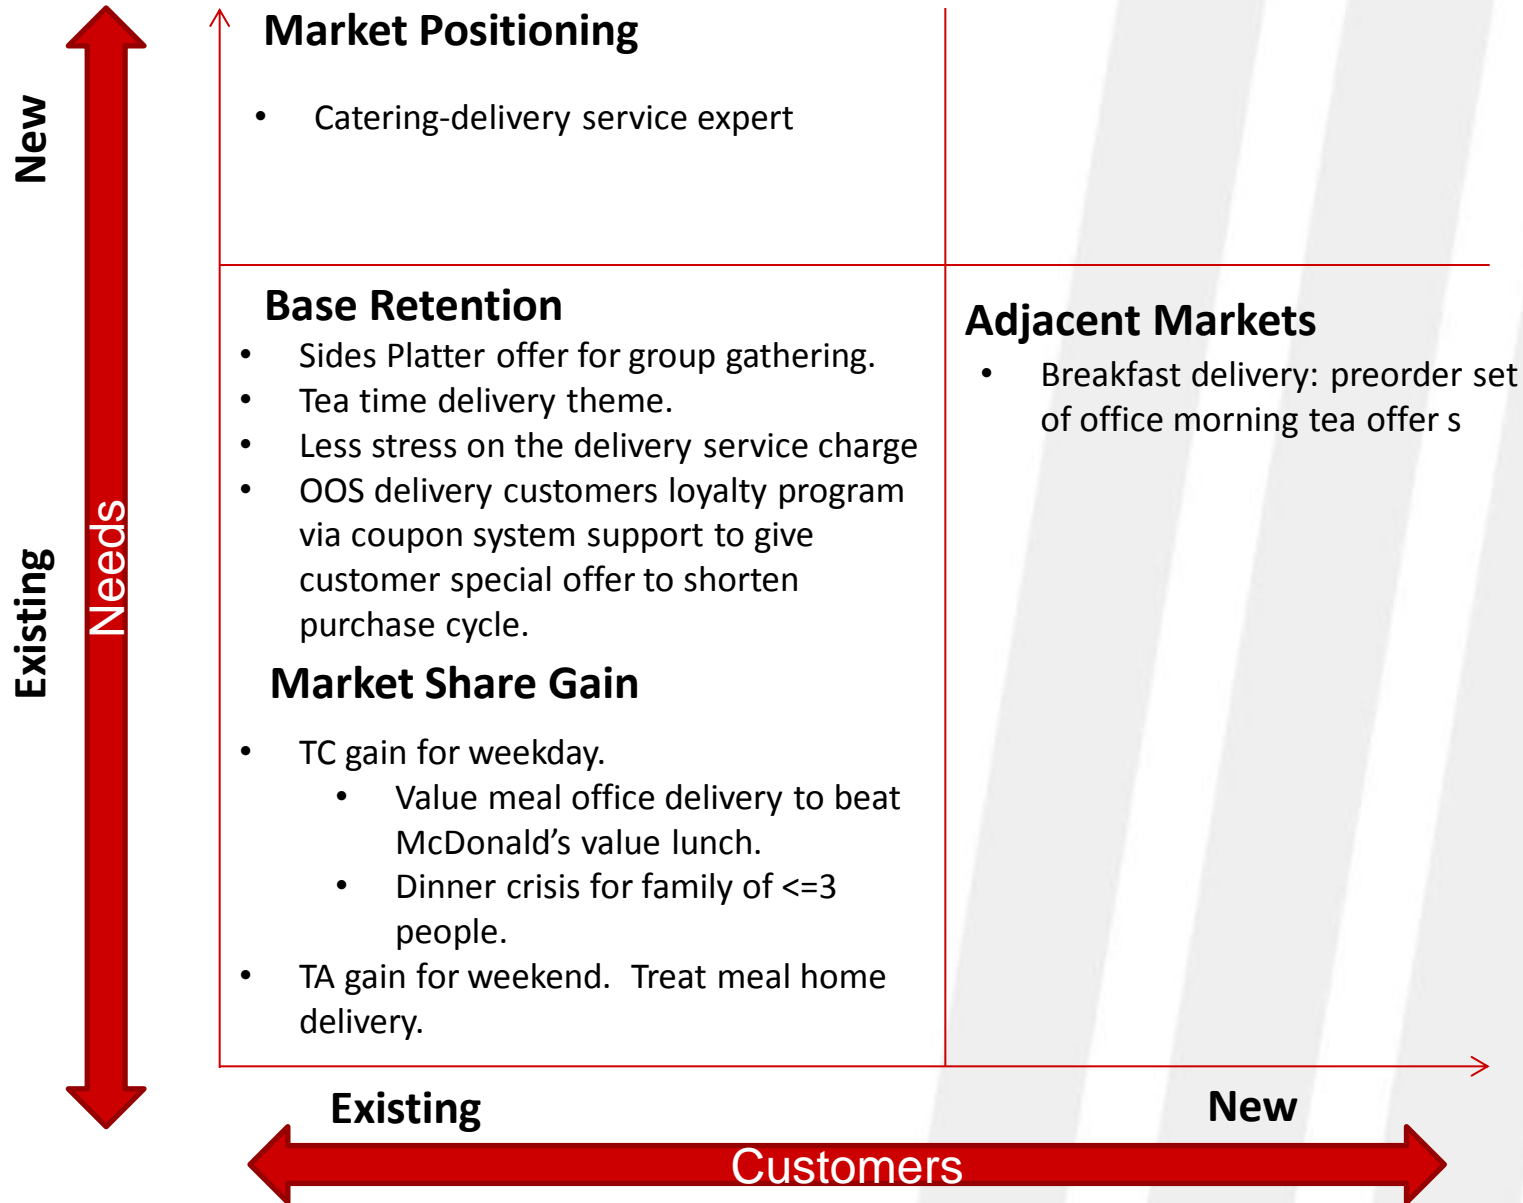 Market Positioning
• Catering-delivery service expert
New
Base Retention
• Sides Platter offer for group gathering.
• Tea time delivery theme.
• Less stress on the delivery service charge
• OOS delivery customers loyalty program
via coupon system support to give
customer special offer to shorten
purchase cycle.
Market Share Gain
• TC gain for weekday.
• Value meal office delivery to beat
McDonald’s value lunch.
• Dinner crisis for family of <=3
people.
• TA gain for weekend.  Treat meal home
delivery.
Adjacent Markets
• Breakfast delivery: preorder set
of office morning tea offer s
Existing
Needs
Existing
New
Customers